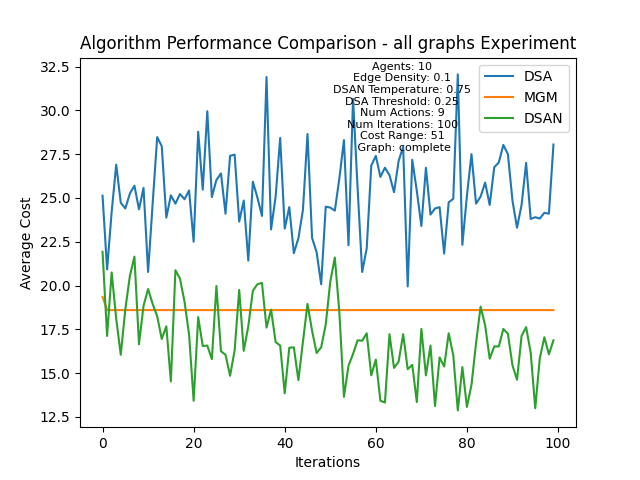 Algorithm Performance Comparison - all graphs Experiment
32.5
30.0
27.5
25.0
22.5
20.0
17.5
15.0
12.5
Average Cost
Agents: 10
Edge Density: 0.1
DSAN Temperature: 0.75
DSA Threshold: 0.25
Num Actions: 9
Num Iterations: 100
Cost Range: 51
Graph: complete
DSA
MGM
DSAN
0
20
40
60
80
100
Iterations